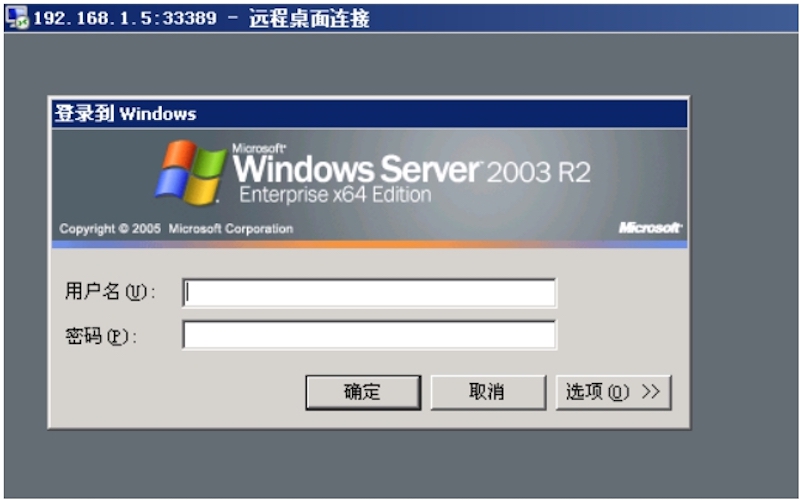 192.168.1.5:33389 - 远程桌面连接
登录到 Windows
Microsoft
Windows Server 2003 R2
Enterprise x64 Edition
Copyright © 2005 Microsoft Corporation
Microsoft
用户名(U):
密码(P):
确定 取消 选项(O) >>